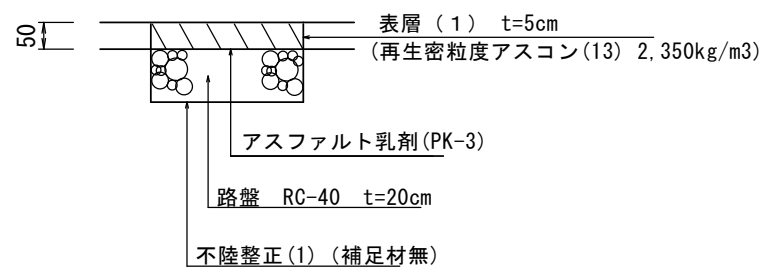 50
表層（１） t=5cm
(再生密粒度アスコン(13) 2,350kg/m3)
アスファルト乳剤(PK-3)
路盤 RC-40 t=20cm
不陸整正(1)（補足材無）